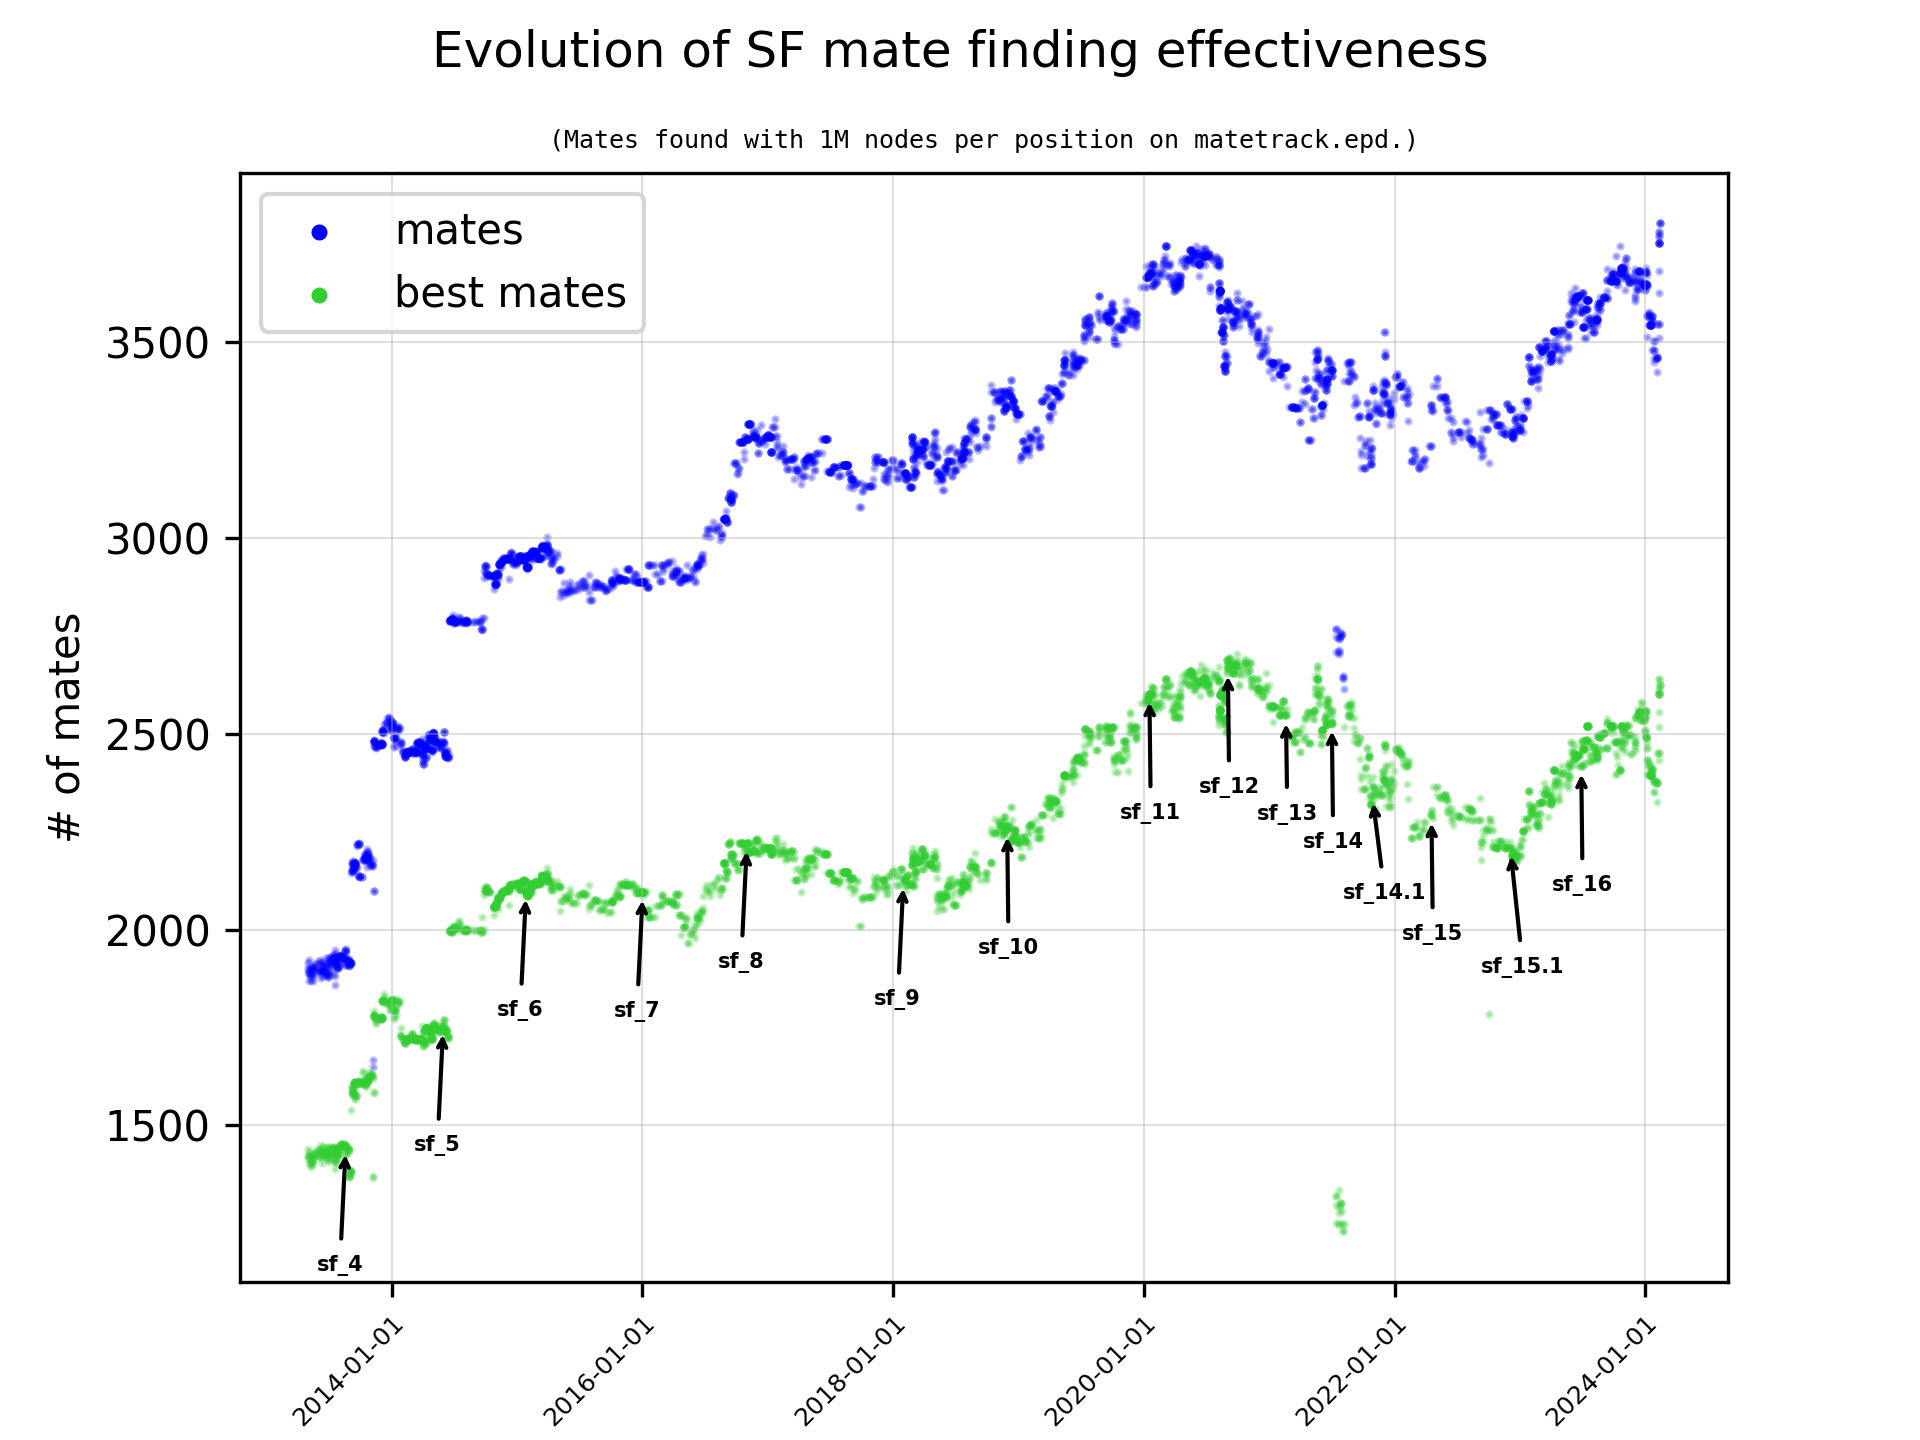 Evolution of SF mate finding effectiveness
(Mates found with 1M nodes per position on matetrack.epd.)
mates
best mates
# of mates
3500
3000
2500
2000
1500
sf_4
sf_5
sf_6
sf_7
sf_8
sf_9
sf_10
sf_11
sf_12
sf_13
sf_14
sf_14.1
sf_15
sf_15.1
sf_16
2014-01-01
2016-01-01
2018-01-01
2020-01-01
2022-01-01
2024-01-01